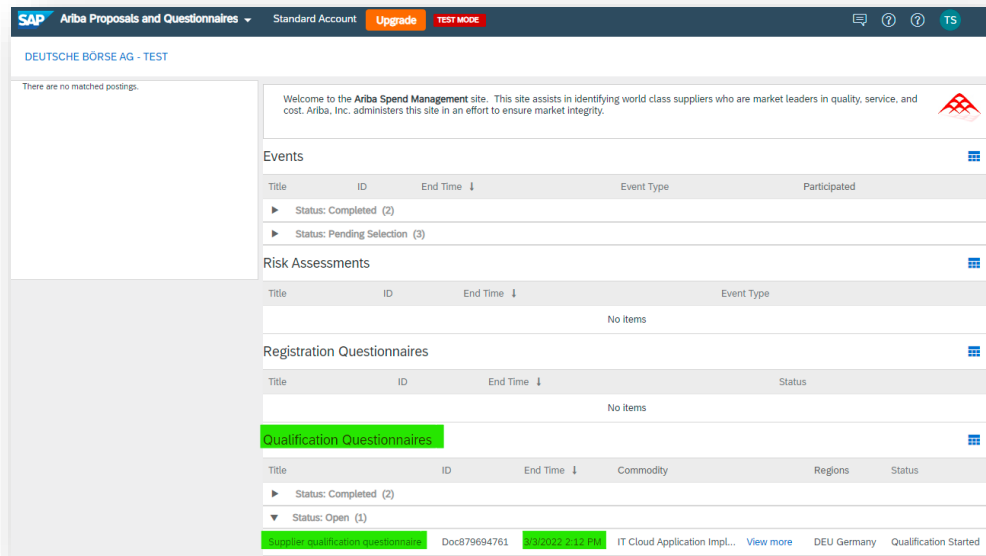 SAP Ariba Proposals and Questionnaires Standard Account Upgrade TEST MODE TS
DEUTSCHE BÖRSE AG - TEST
There are no matched postings.
Welcome to the Ariba Spend Management site. This site assists in identifying world class suppliers who are market leaders in quality, service, and
cost. Ariba, Inc. administers this site in an effort to ensure market integrity.
Events
Title ID End Time ↓ Event Type Participated
Status: Completed (2)
Status: Pending Selection (3)
Risk Assessments
Title ID End Time ↓ Event Type
No items
Registration Questionnaires
Title ID End Time ↓ Status
No items
Qualification Questionnaires
Title ID End Time ↓ Commodity Regions Status
Status: Completed (2)
Status: Open (1)
Supplier qualification questionnaire Doc879694761 3/3/2022 2:12 PM IT Cloud Application Impl... View more DEU Germany Qualification Started